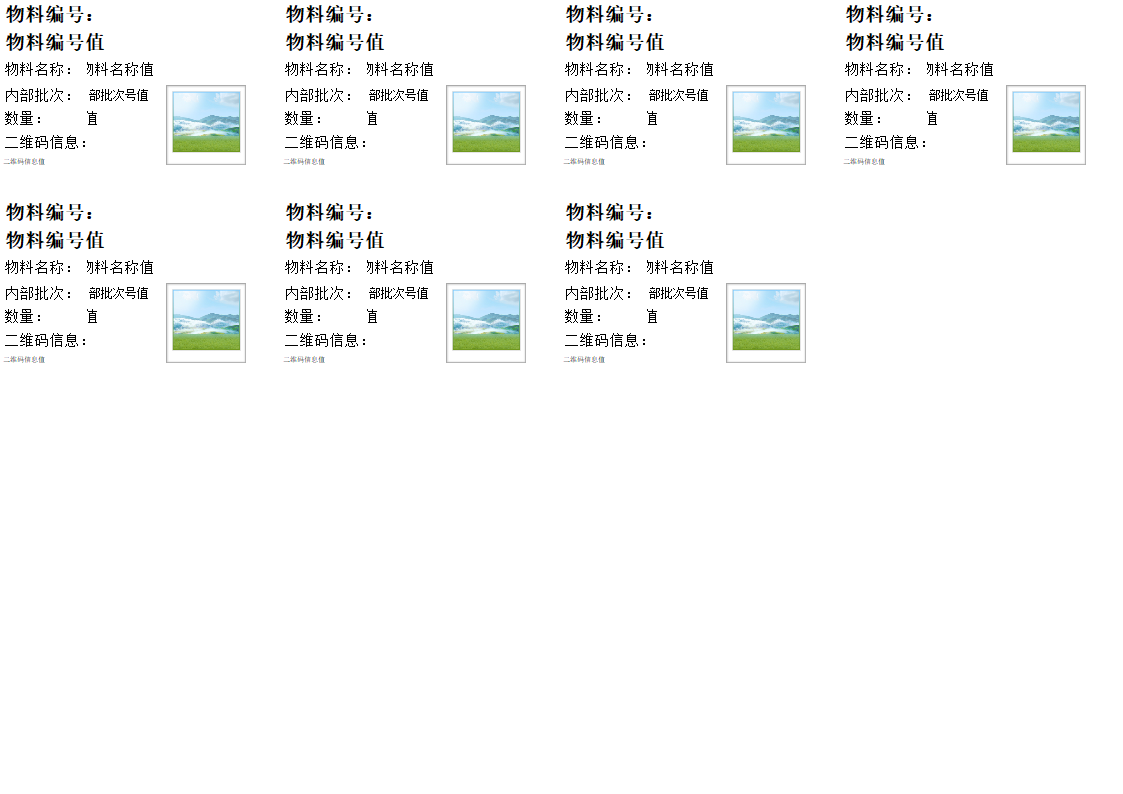 物料编号：
物料编号值
物料名称： 物料名称值
内部批次： 部批次号值
数量： 值
二维码信息：
二维码信息值
物料编号：
物料编号值
物料名称： 物料名称值
内部批次： 部批次号值
数量： 值
二维码信息：
二维码信息值
物料编号：
物料编号值
物料名称： 物料名称值
内部批次： 部批次号值
数量： 值
二维码信息：
二维码信息值
物料编号：
物料编号值
物料名称： 物料名称值
内部批次： 部批次号值
数量： 值
二维码信息：
二维码信息值
物料编号：
物料编号值
物料名称： 物料名称值
内部批次： 部批次号值
数量： 值
二维码信息：
二维码信息值
物料编号：
物料编号值
物料名称： 物料名称值
内部批次： 部批次号值
数量： 值
二维码信息：
二维码信息值
物料编号：
物料编号值
物料名称： 物料名称值
内部批次： 部批次号值
数量： 值
二维码信息：
二维码信息值